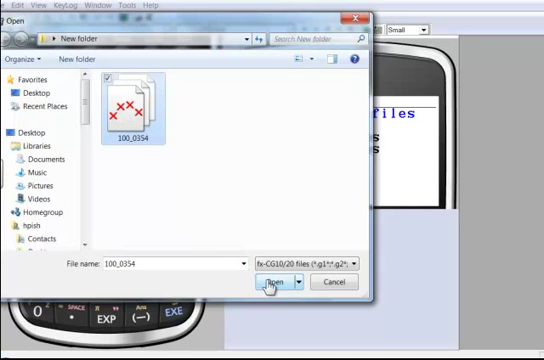 Edit View KeyLog Window Tools Help
Open
New folder
Search New folder
Small
Organize
New folder
files
Favorites
Desktop
Recent Places
100_0354
Desktop
Libraries
Documents
Music
Pictures
Videos
Homegroup
hpish
Contacts
File name: 100_0354
fx-CG10/20 files (*.g1*;*.g2*;
Open
Cancel
0
SPACE
EXP
(−)
EXE